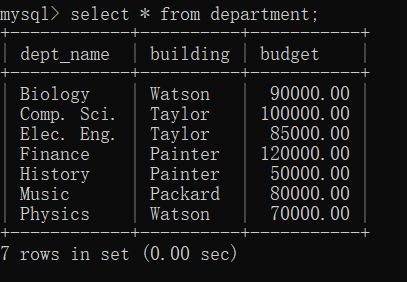 mysql> select * from department;
+------------+----------+-----------+
| dept_name  | building | budget    |
+------------+----------+-----------+
| Biology    | Watson   |  90000.00 |
| Comp. Sci. | Taylor   | 100000.00 |
| Elec. Eng. | Taylor   |  85000.00 |
| Finance    | Painter  | 120000.00 |
| History    | Painter  |  50000.00 |
| Music      | Packard  |  80000.00 |
| Physics    | Watson   |  70000.00 |
+------------+----------+-----------+
7 rows in set (0.00 sec)